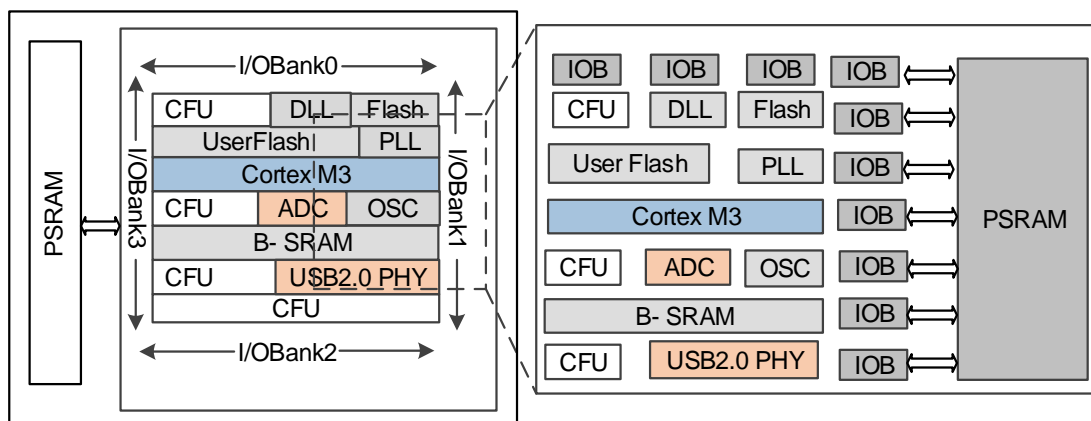 PSRAM
I/OBank0
I/OBank3
CFU DLL Flash
UserFlash PLL
Cortex M3
CFU ADC OSC
B- SRAM
CFU USB2.0 PHY
CFU
I/OBank1
I/OBank2
IOB IOB IOB IOB
CFU DLL Flash IOB
User Flash PLL IOB
Cortex M3 IOB
CFU ADC OSC IOB
B- SRAM IOB
CFU USB2.0 PHY IOB
PSRAM